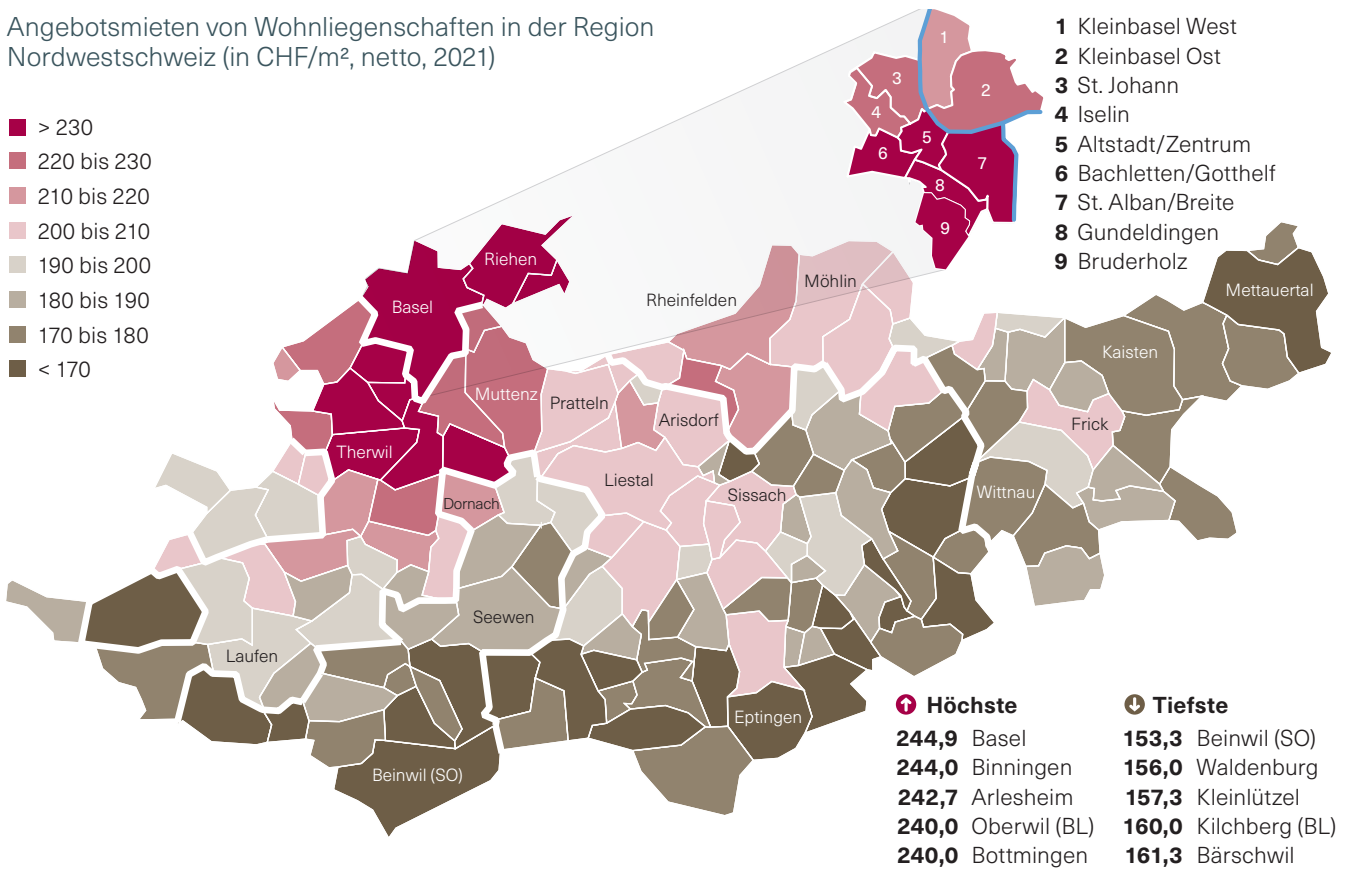 Angebotsmieten von Wohnliegenschaften in der Region
Nordwestschweiz (in CHF/m², netto, 2021)
> 230
220 bis 230
210 bis 220
200 bis 210
190 bis 200
180 bis 190
170 bis 180
< 170
1 Kleinbasel West
2 Kleinbasel Ost
3 St. Johann
4 Iselin
5 Altstadt/Zentrum
6 Bachletten/Gotthelf
7 St. Alban/Breite
8 Gundeldingen
9 Bruderholz
1
2
3
4
5
6
7
8
9
Riehen
Basel
Rheinfelden
Möhlin
Mettauertal
Kaisten
Muttenz
Pratteln
Arisdorf
Frick
Therwil
Liestal
Sissach
Wittnau
Dornach
Seewen
Laufen
Eptingen
Beinwil (SO)
Höchste
244,9 Basel
244,0 Binningen
242,7 Arlesheim
240,0 Oberwil (BL)
240,0 Bottmingen
Tiefste
153,3 Beinwil (SO)
156,0 Waldenburg
157,3 Kleinlützel
160,0 Kilchberg (BL)
161,3 Bärschwil